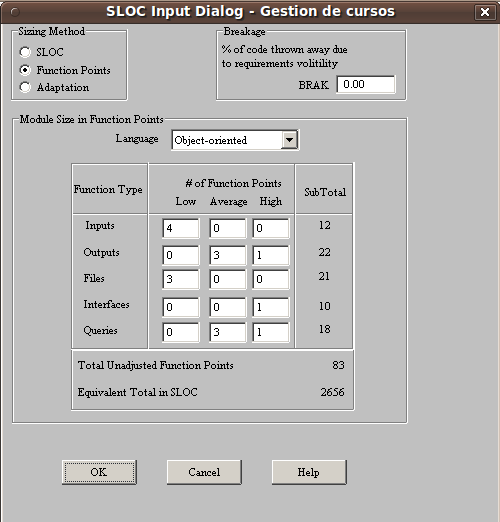 SLOC Input Dialog - Gestion de cursos
Sizing Method
SLOC
Function Points
Adaptation
Breakage
% of code thrown away due
to requirements volitility
BRAK 0.00
Module Size in Function Points
Language Object-oriented
Function Type
# of Function Points
Low Average High
SubTotal
Inputs 4 0 0 12
Outputs 0 3 1 22
Files 3 0 0 21
Interfaces 0 0 1 10
Queries 0 3 1 18
Total Unadjusted Function Points 83
Equivalent Total in SLOC 2656
OK Cancel Help